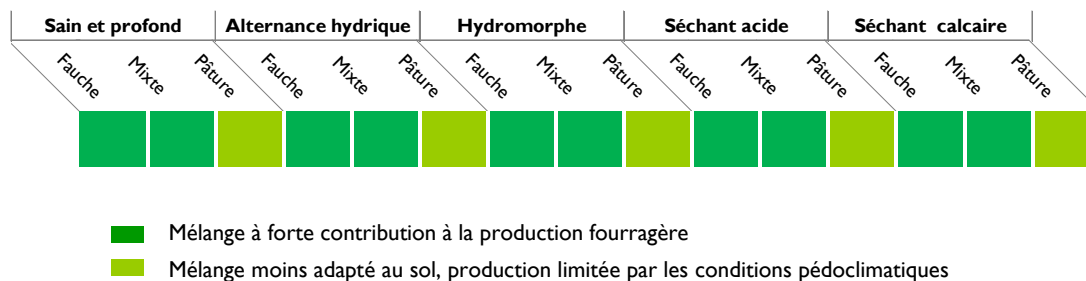 Sain et profond Alternance hydrique Hydromorphe Séchant acide Séchant calcaire
Fauche Mixte Pâture Fauche Mixte Pâture Fauche Mixte Pâture Fauche Mixte Pâture Fauche Mixte Pâture
Mélange à forte contribution à la production fourragère
Mélange moins adapté au sol, production limitée par les conditions pédoclimatiques